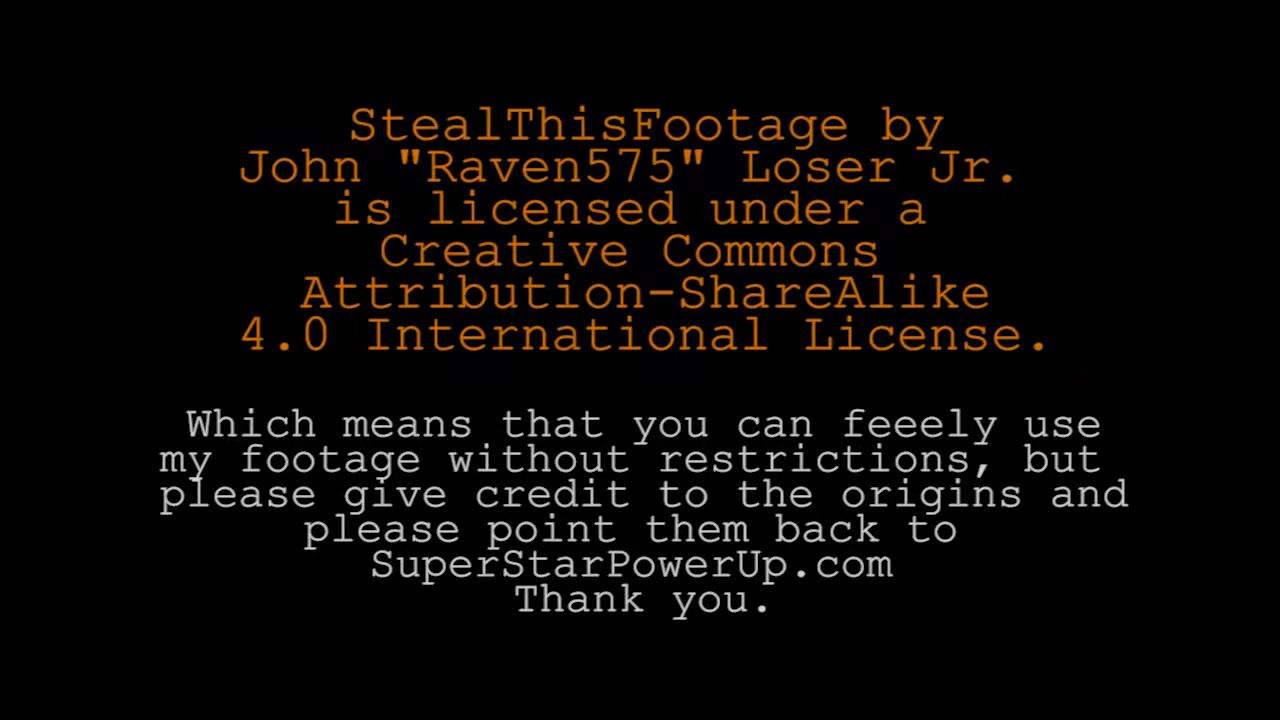 StealThisFootage by
John "Raven575" Loser Jr.
is licensed under a
Creative Commons
Attribution-ShareAlike
4.0 International License.
Which means that you can feeely use
my footage without restrictions, but
please give credit to the origins and
please point them back to
SuperStarPowerUp.com
Thank you.